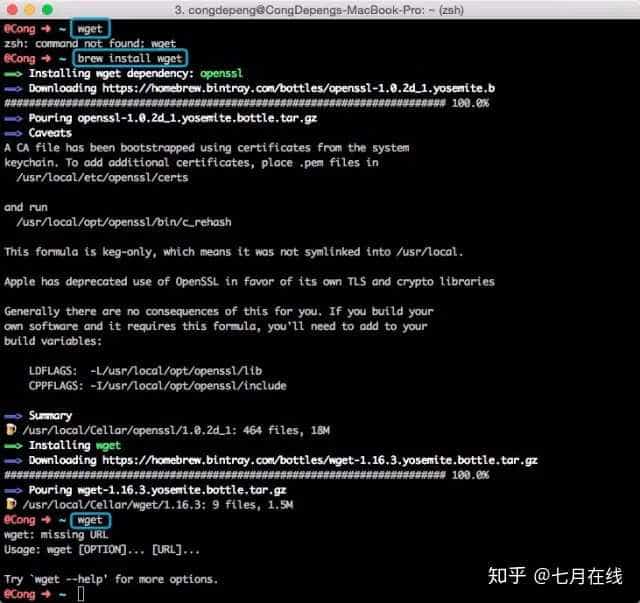 3. congdepeng@CongDepengs-MacBook-Pro: ~ (zsh)
@Cong ➜ ~ wget
zsh: command not found: wget
@Cong ➜ ~ brew install wget
==> Installing wget dependency: openssl
==> Downloading https://homebrew.bintray.com/bottles/openssl-1.0.2d_1.yosemite.b
######################################################################## 100.0%
==> Pouring openssl-1.0.2d_1.yosemite.bottle.tar.gz
==> Caveats
A CA file has been bootstrapped using certificates from the system
keychain. To add additional certificates, place .pem files in
  /usr/local/etc/openssl/certs
and run
  /usr/local/opt/openssl/bin/c_rehash
This formula is keg-only, which means it was not symlinked into /usr/local.
Apple has deprecated use of OpenSSL in favor of its own TLS and crypto libraries
Generally there are no consequences of this for you. If you build your
own software and it requires this formula, you'll need to add to your
build variables:
    LDFLAGS:  -L/usr/local/opt/openssl/lib
    CPPFLAGS: -I/usr/local/opt/openssl/include
==> Summary
🍺 /usr/local/Cellar/openssl/1.0.2d_1: 464 files, 18M
==> Installing wget
==> Downloading https://homebrew.bintray.com/bottles/wget-1.16.3.yosemite.bottle.tar.gz
######################################################################## 100.0%
==> Pouring wget-1.16.3.yosemite.bottle.tar.gz
🍺 /usr/local/Cellar/wget/1.16.3: 9 files, 1.5M
@Cong ➜ ~ wget
wget: missing URL
Usage: wget [OPTION]... [URL]...
Try `wget --help' for more options.
@Cong ➜ ~
知乎 @七月在线